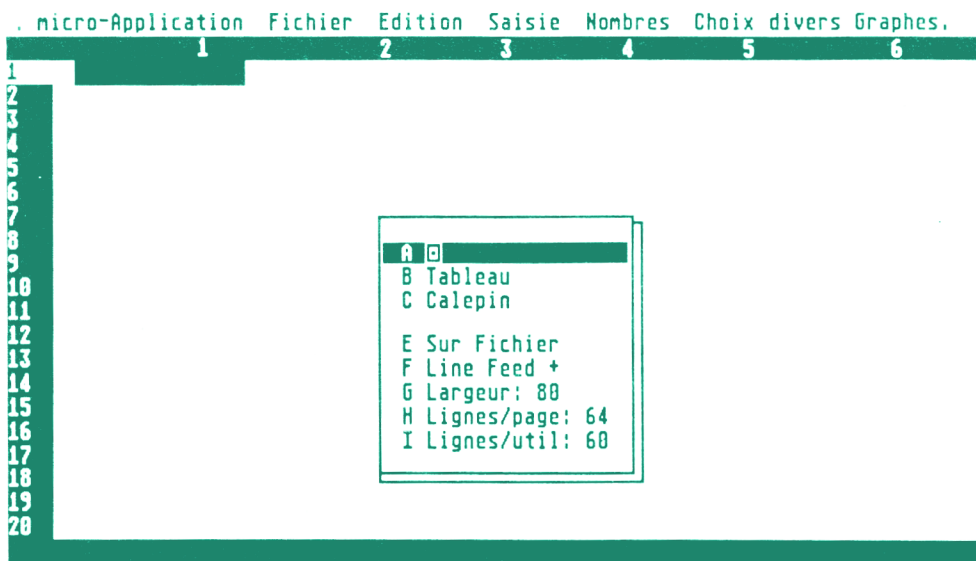 . micro-Application Fichier Edition Saisie Nombres Choix divers Graphes.
1 2 3 4 5 6
1
2
3
4
5
6
7
8
A
9
B Tableau
10
C Calepin
11
12
E Sur Fichier
13
F Line Feed +
14
G Largeur: 80
15
H Lignes/page: 64
16
I Lignes/util: 60
17
18
19
20